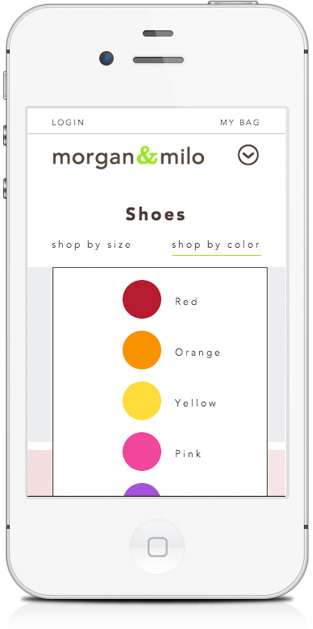 LOGIN MY BAG
morgan&milo
Shoes
shop by size shop by color
Red
Orange
Yellow
Pink